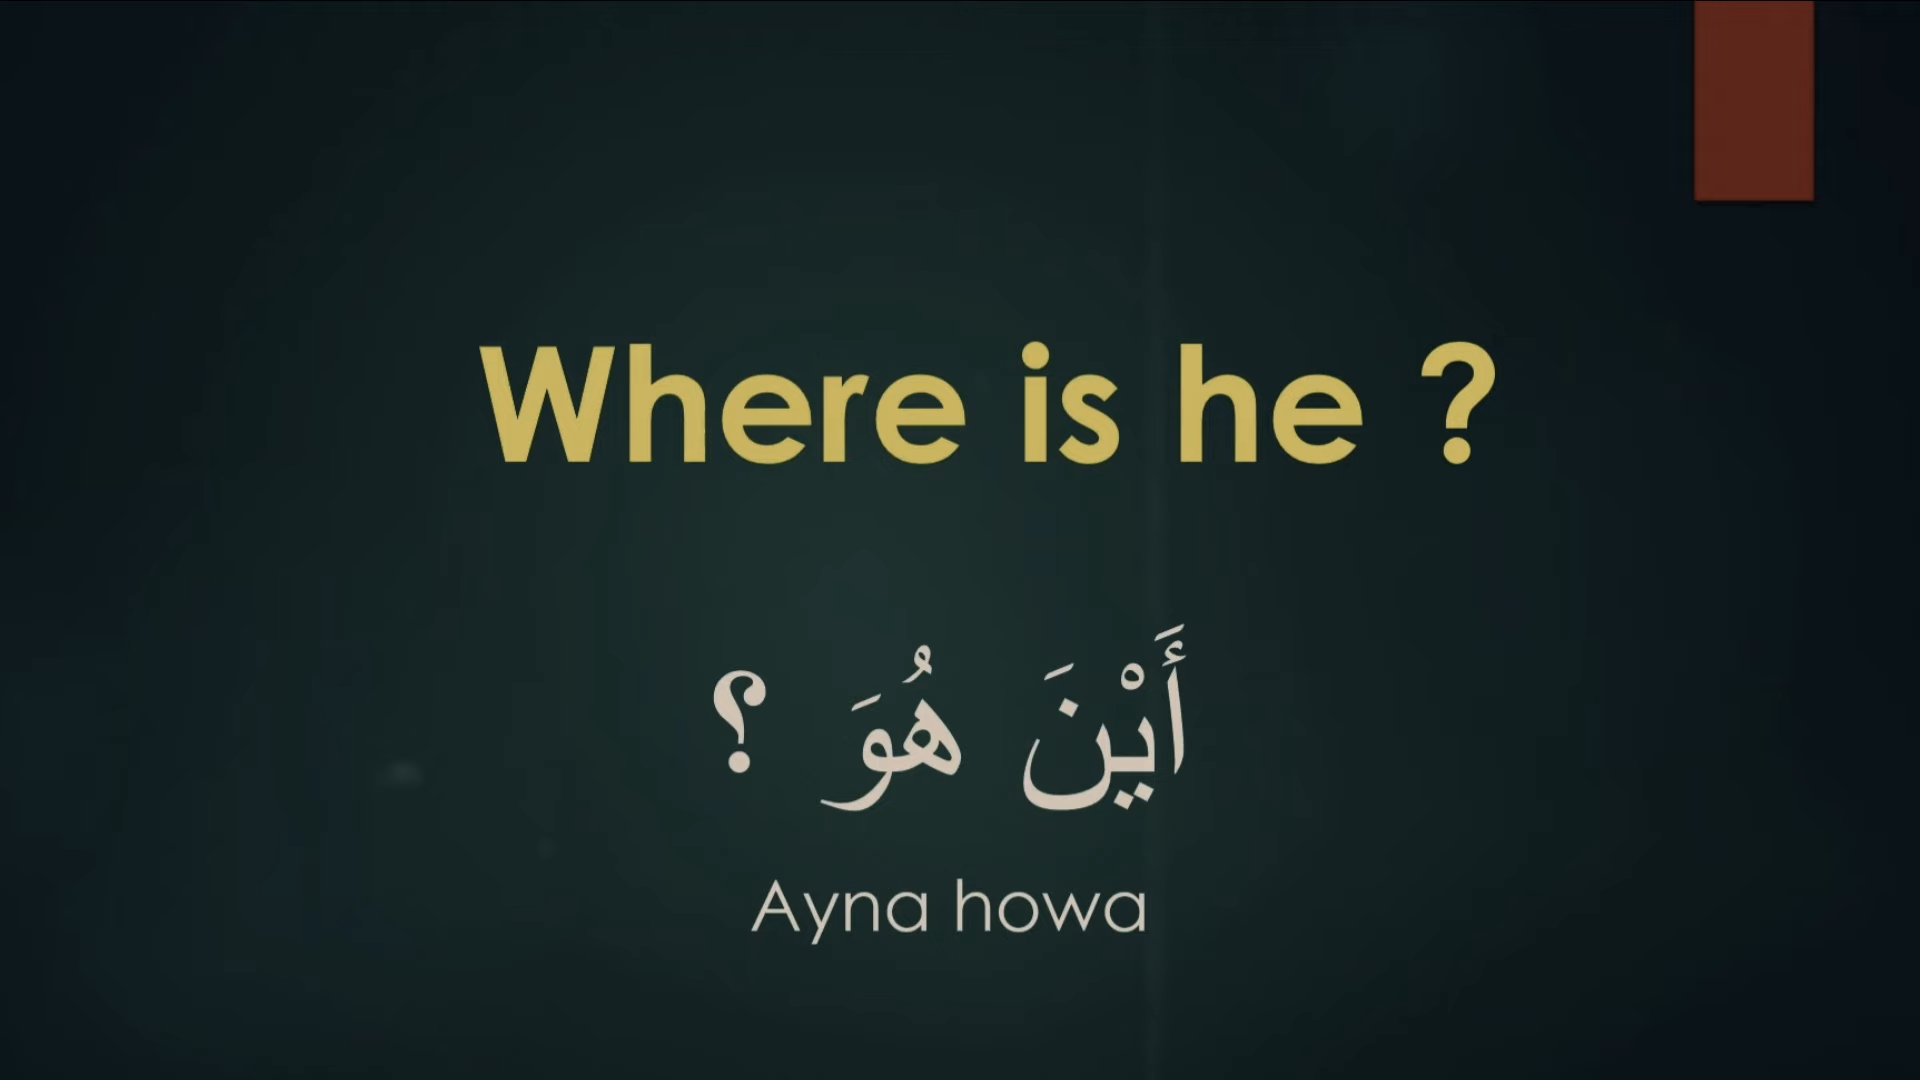 Where is he ?
أَيْنَ هُوَ ؟
Ayna howa